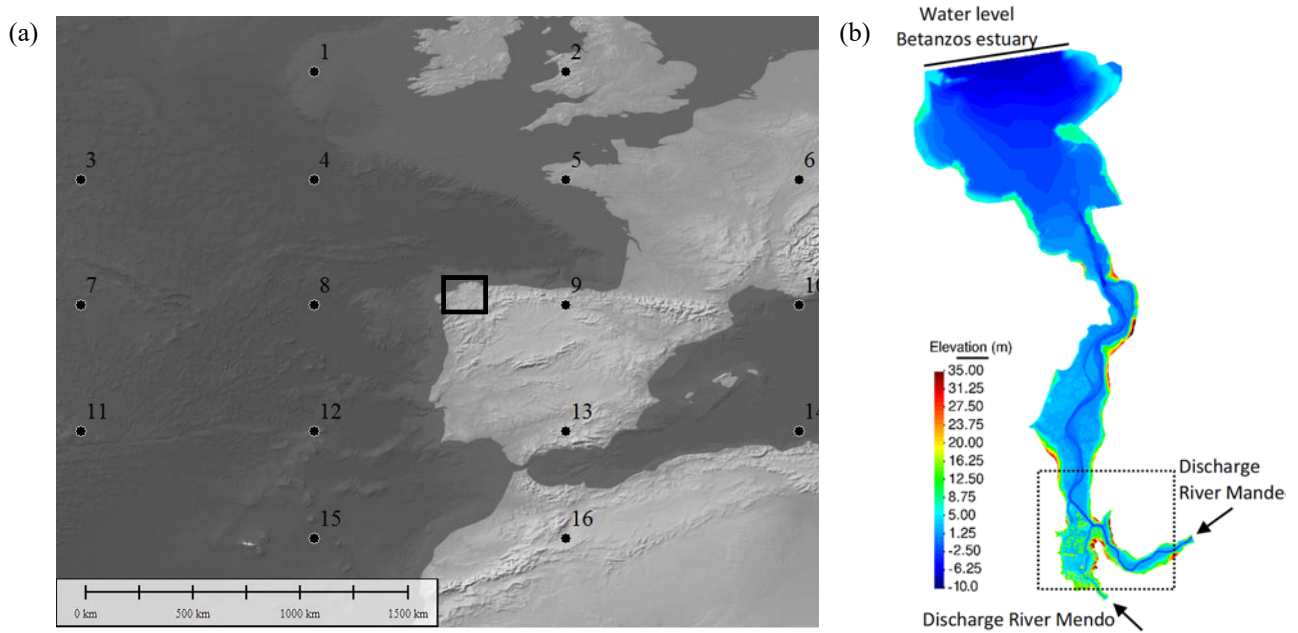 (a)
1
2
3
4
5
6
7
8
9
10
11
12
13
14
15
16
0 km
500 km
1000 km
1500 km
(b)
Water level
Betanzos estuary
Elevation (m)
35.00
31.25
27.50
23.75
20.00
16.25
12.50
8.75
5.00
1.25
-2.50
-6.25
-10.0
Discharge
River Mande
Discharge River Mendo